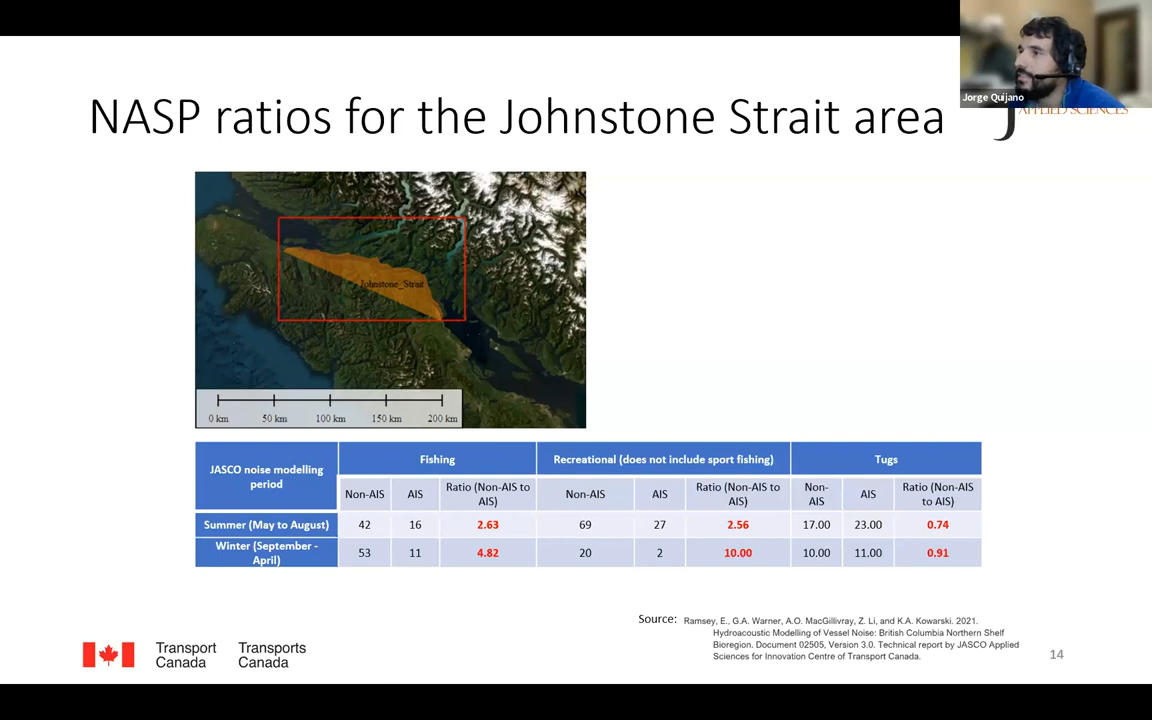 Jorge Quijano
APPLIED SCIENCES
NASP ratios for the Johnstone Strait area
Johnstone_Strait
0 km 50 km 100 km 150 km 200 km
JASCO noise modelling period Fishing Recreational (does not include sport fishing) Tugs
Non-AIS AIS Ratio (Non-AIS to AIS) Non-AIS AIS Ratio (Non-AIS to AIS) Non-AIS AIS Ratio (Non-AIS to AIS)
Summer (May to August) 42 16 2.63 69 27 2.56 17.00 23.00 0.74
Winter (September - April) 53 11 4.82 20 2 10.00 10.00 11.00 0.91
Source: Ramsey, E., G.A. Warner, A.O. MacGillivray, Z. Li, and K.A. Kowarski. 2021.
Hydroacoustic Modelling of Vessel Noise: British Columbia Northern Shelf
Bioregion. Document 02505, Version 3.0. Technical report by JASCO Applied
Sciences for Innovation Centre of Transport Canada.
Transport Transports
Canada Canada
14